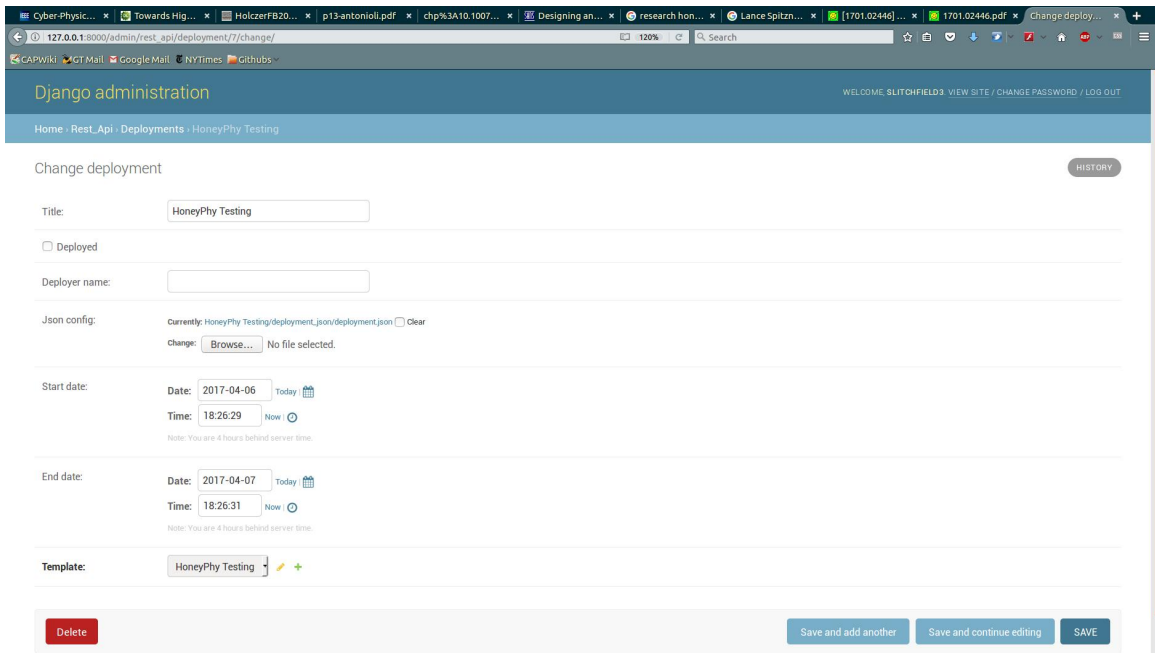 Cyber-Physic... × Towards Hig... × HolczerFB20... × p13-antonioli.pdf × chp%3A10.1007... × Designing an... × research hon... × Lance Spitzn... × [1701.02446] ... × 1701.02446.pdf × Change deploy... × +
127.0.0.1:8000/admin/rest_api/deployment/7/change/ 120% Search
CAPWiki GT Mail Google Mail NYTimes Githubs
Django administration
WELCOME, SLITCHFIELD3. VIEW SITE / CHANGE PASSWORD / LOG OUT
Home › Rest_Api › Deployments › HoneyPhy Testing
Change deployment
HISTORY
Title: HoneyPhy Testing
Deployed
Deployer name:
Json config: Currently: HoneyPhy Testing/deployment_json/deployment.json Clear
Change: Browse... No file selected.
Start date: Date: 2017-04-06 Today |
Time: 18:26:29 Now |
Note: You are 4 hours behind server time.
End date: Date: 2017-04-07 Today |
Time: 18:26:31 Now |
Note: You are 4 hours behind server time.
Template: HoneyPhy Testing
Delete Save and add another Save and continue editing SAVE